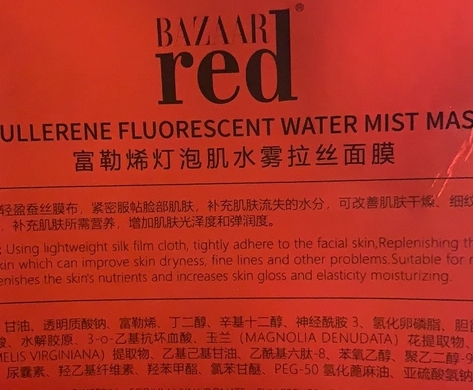 BAZAAR®
red
ULLERENE FLUORESCENT WATER MIST MAS
富勒烯灯泡肌水雾拉丝面膜
轻盈蚕丝膜布，紧密服帖脸部肌肤，补充肌肤流失的水分，可改善肌肤干燥、细纹
，补充肌肤所需营养，增加肌肤光泽度和弹润度。
: Using lightweight silk film cloth, tightly adhere to the facial skin,Replenishing th
kin which can improve skin dryness, fine lines and other problems.Suitable for r
enishes the skin's nutrients and increases skin gloss and elasticity moisturizing.
、甘油、透明质酸钠、富勒烯、丁二醇、辛基十二醇、神经酰胺 3、氢化卵磷脂，胆甾
酸、水解胶原、3-o-乙基抗坏血酸、玉兰（MAGNOLIA DENUDATA）花提取物、
MELIS VIRGINIANA) 提取物、乙基己基甘油、乙酰基六肽-8、苯氧乙醇、聚乙二醇-9
、尿囊素、羟乙基纤维素、羟苯甲酯、氯苯甘醚、PEG-50 氢化蓖麻油、亚硫酸氢钠